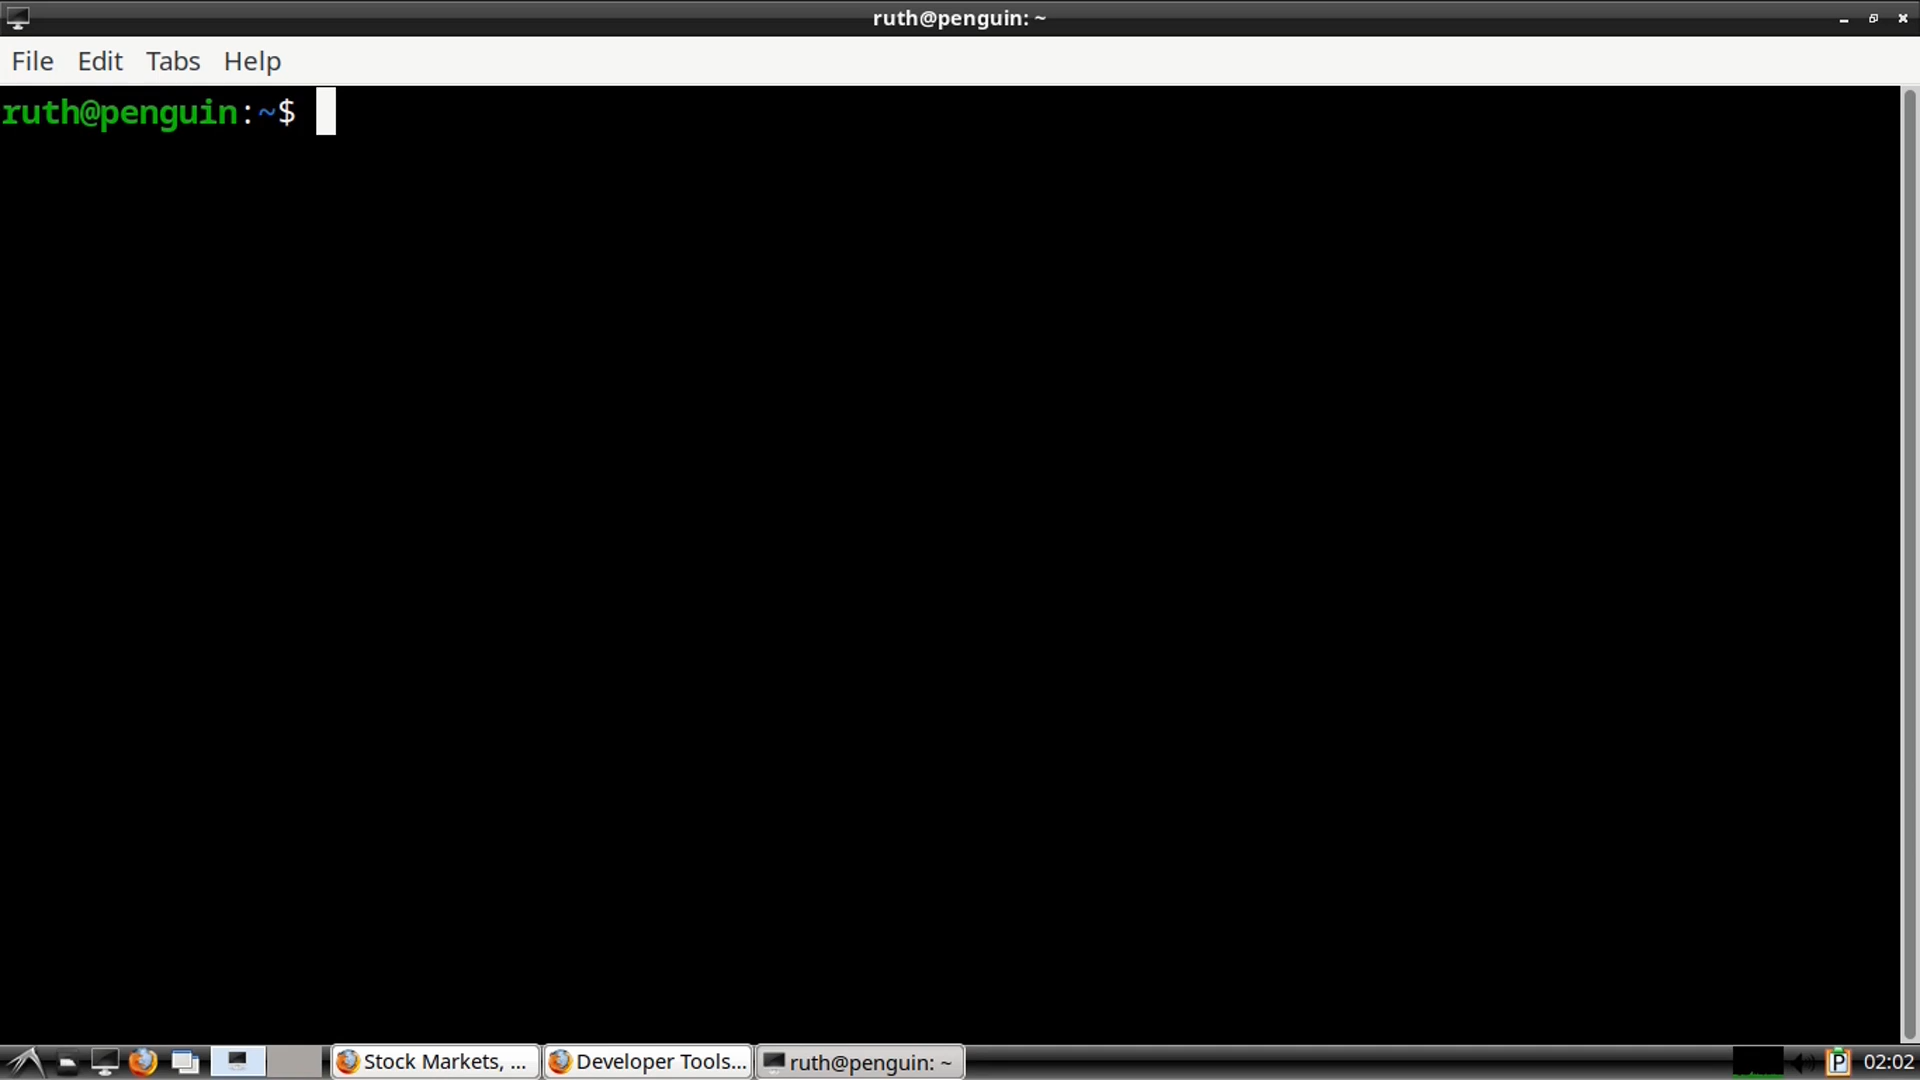 ruth@penguin: ~
File Edit Tabs Help
ruth@penguin:~$
Stock Markets, ... Developer Tools... ruth@penguin: ~ P 02:02